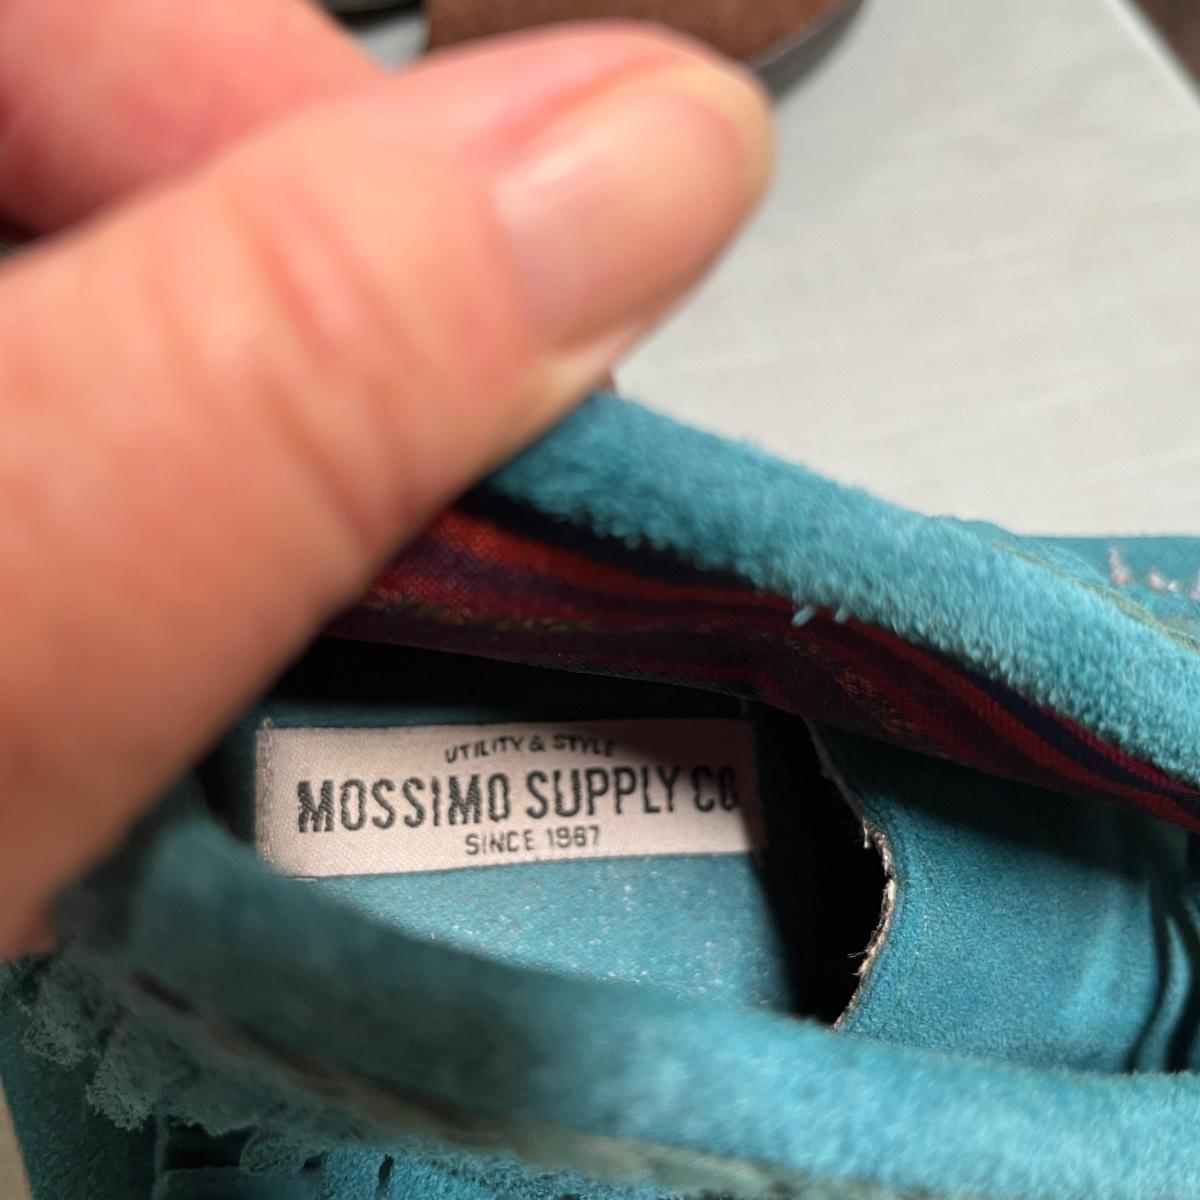 UTILITY & STYLE
MOSSIMO SUPPLY CO
SINCE 1987